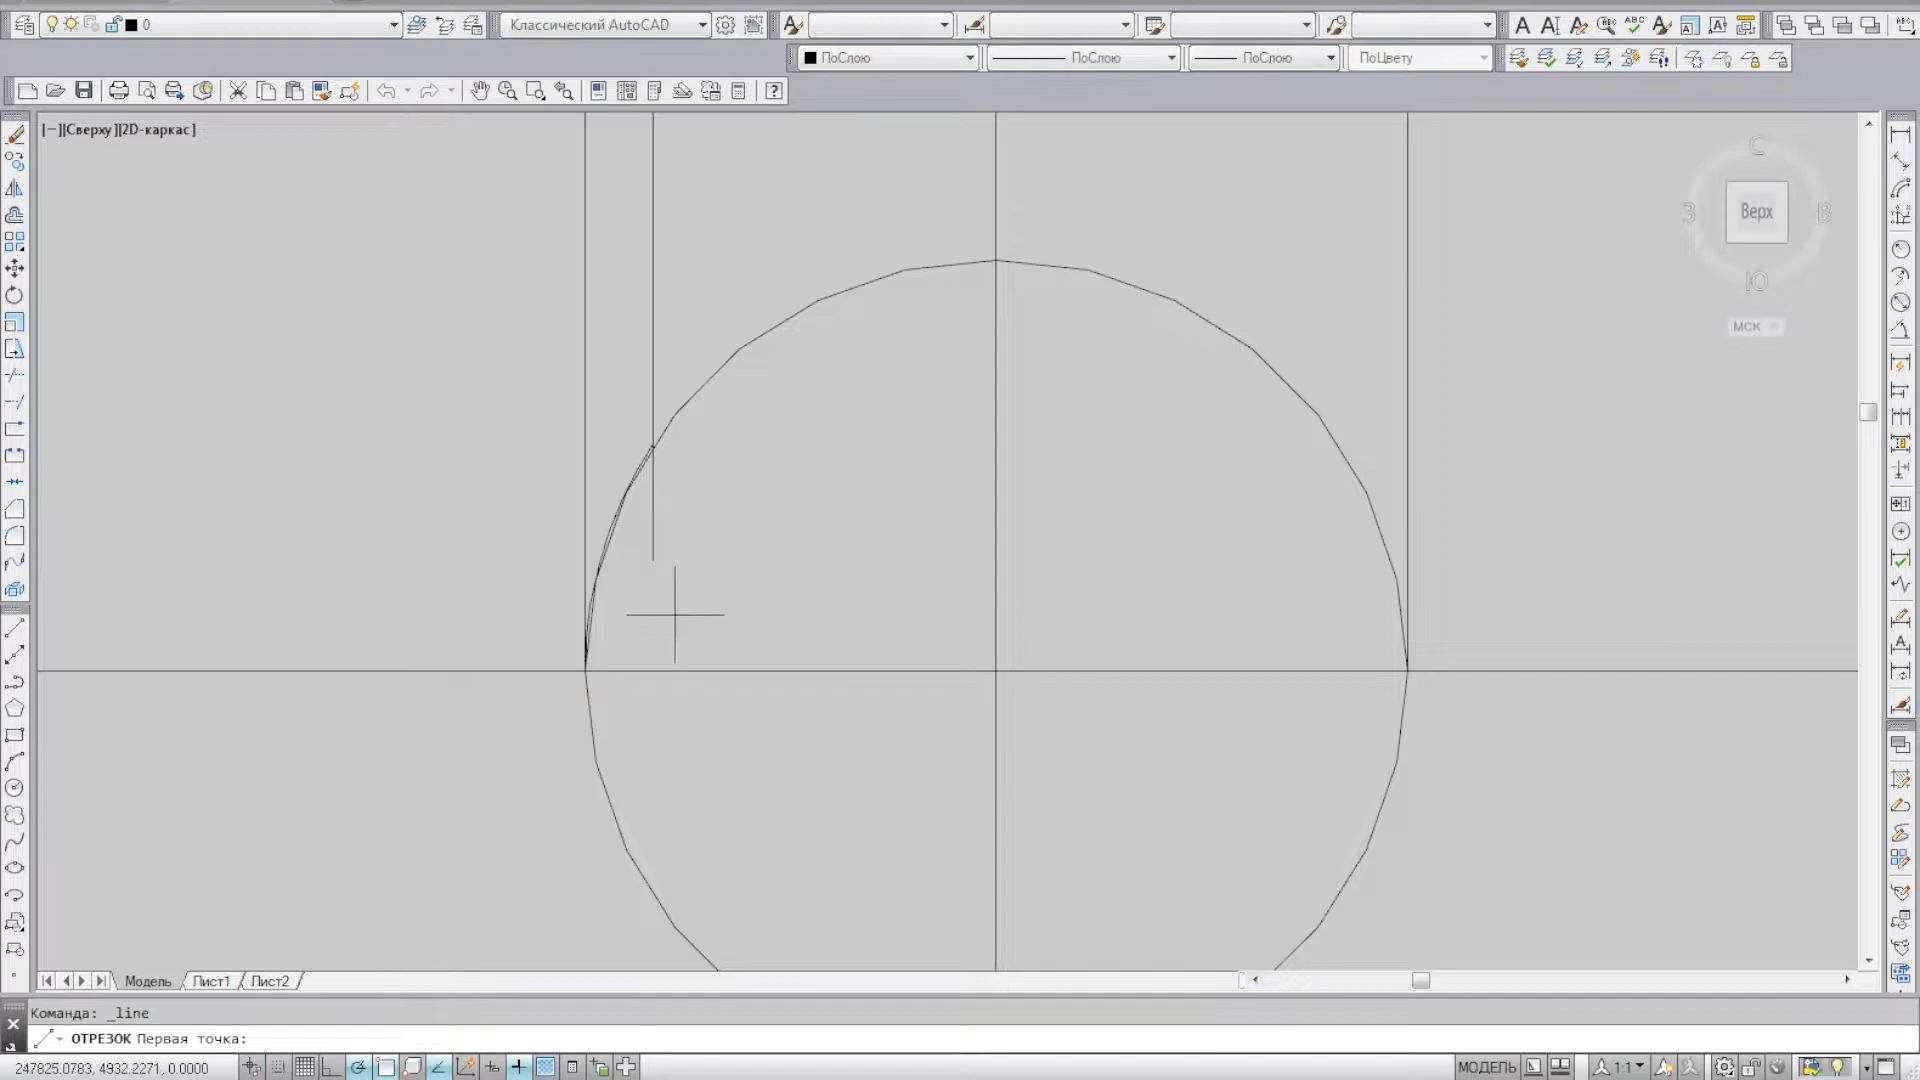 0
Классический AutoCAD
ПоСлою
ПоСлою
ПоСлою
ПоЦвету
[−][Сверху][2D-каркас]
С
З
Верх
В
Ю
МСК
Модель
Лист1
Лист2
Команда: _line
ОТРЕЗОК Первая точка:
247825.0783, 4932.2271, 0.0000
МОДЕЛЬ
1:1